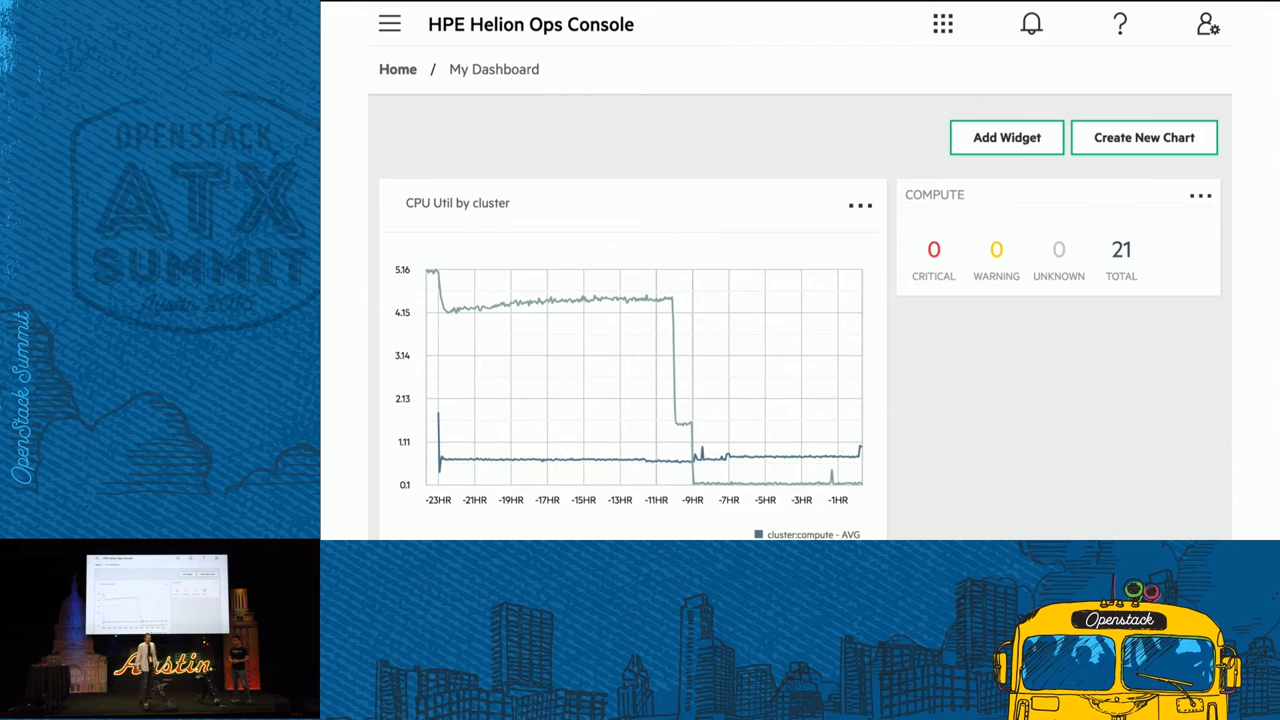 HPE Helion Ops Console
Home / My Dashboard
Add Widget
Create New Chart
CPU Util by cluster
COMPUTE
0 0 0 21
CRITICAL WARNING UNKNOWN TOTAL
5.16
4.15
3.14
2.13
1.11
0.1
-23HR -21HR -19HR -17HR -15HR -13HR -11HR -9HR -7HR -5HR -3HR -1HR
cluster:compute - AVG
OPENSTACK
ATX
SUMMIT
Austin 2016
OpenStack Summit
Austin
Openstack